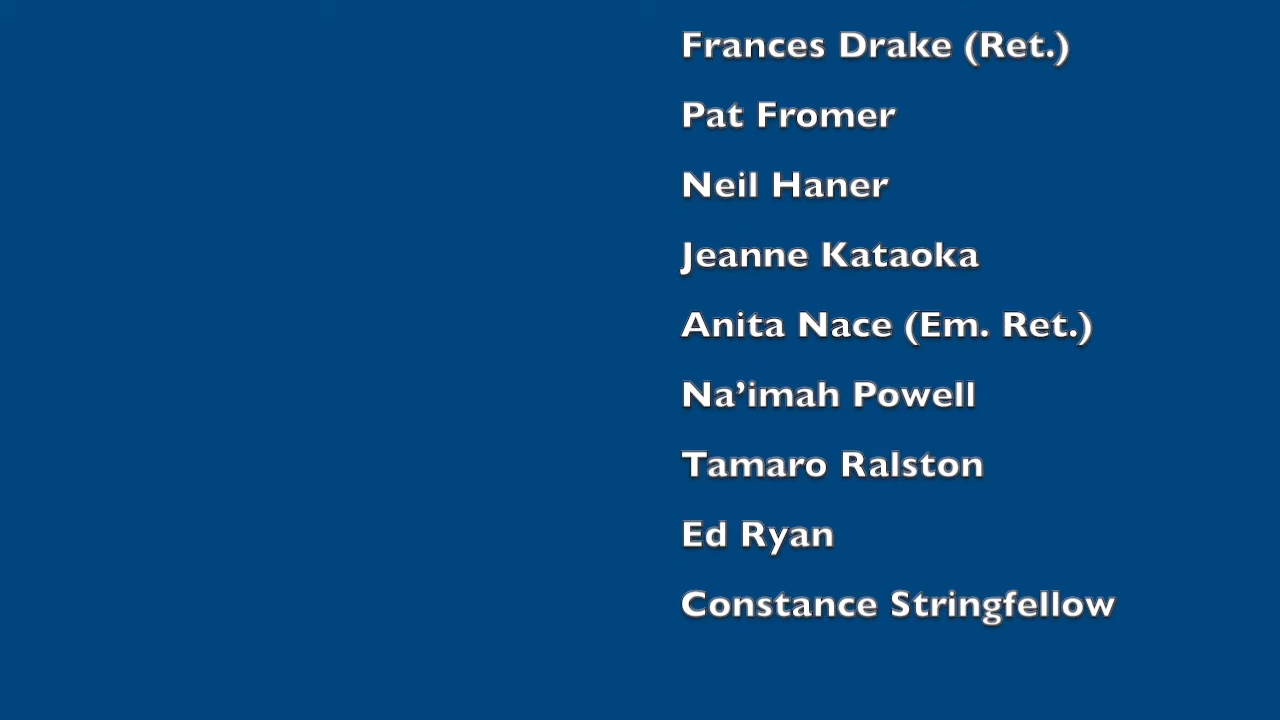 Frances Drake (Ret.)
Pat Fromer
Neil Haner
Jeanne Kataoka
Anita Nace (Em. Ret.)
Na’imah Powell
Tamaro Ralston
Ed Ryan
Constance Stringfellow